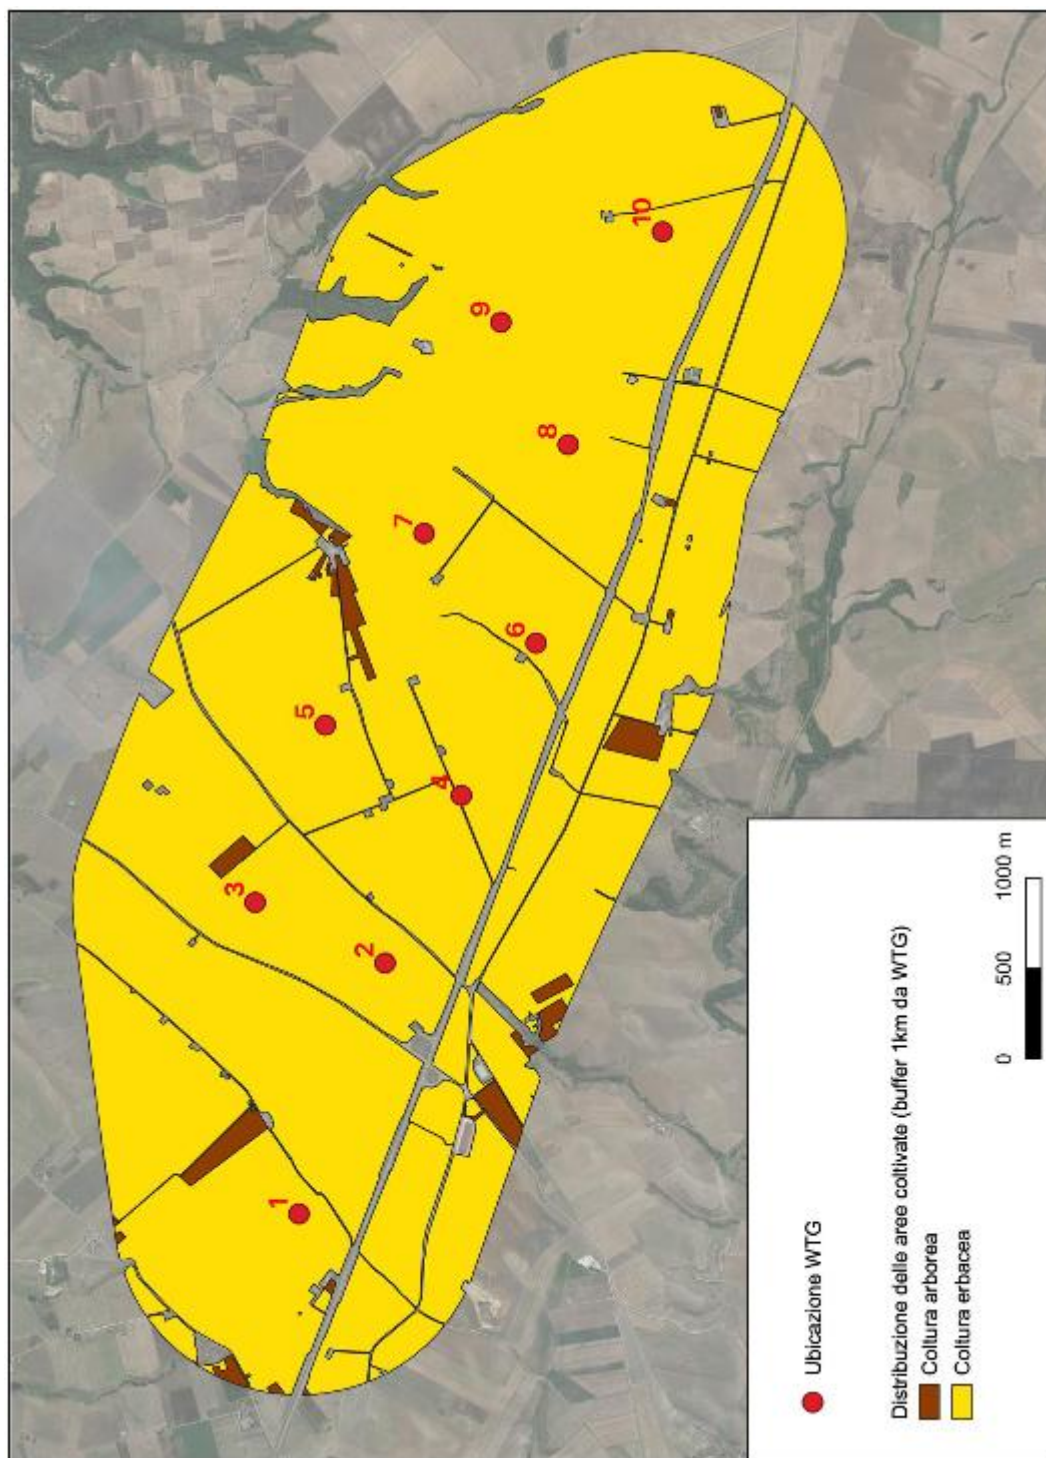 1
2
3
4
5
6
7
8
9
10
Ubicazione WTG
Distribuzione delle aree coltivate (buffer 1km da WTG)
Coltura arborea
Coltura erbacea
0 500 1000 m